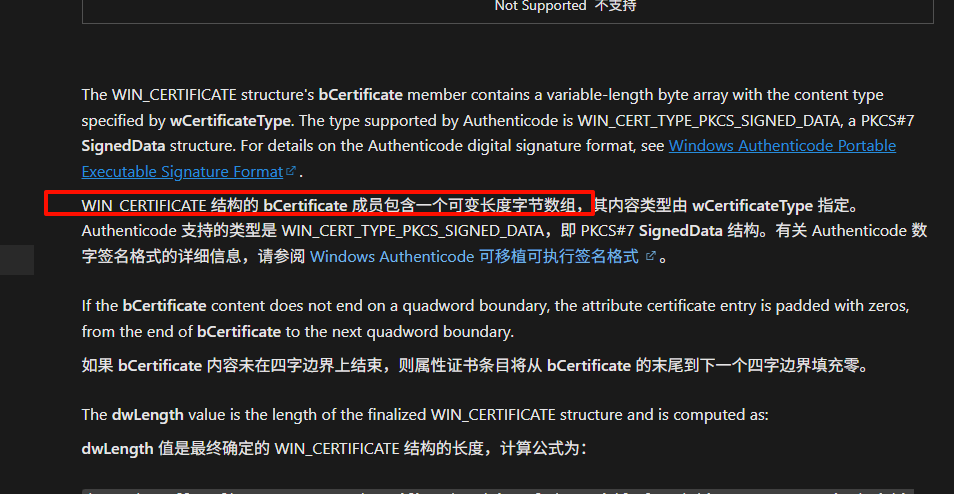 Not Supported 不支持
The WIN_CERTIFICATE structure's bCertificate member contains a variable-length byte array with the content type
specified by wCertificateType. The type supported by Authenticode is WIN_CERT_TYPE_PKCS_SIGNED_DATA, a PKCS#7
SignedData structure. For details on the Authenticode digital signature format, see Windows Authenticode Portable
Executable Signature Format.
WIN_CERTIFICATE 结构的 bCertificate 成员包含一个可变长度字节数组，其内容类型由 wCertificateType 指定。
Authenticode 支持的类型是 WIN_CERT_TYPE_PKCS_SIGNED_DATA，即 PKCS#7 SignedData 结构。有关 Authenticode 数
字签名格式的详细信息，请参阅 Windows Authenticode 可移植可执行签名格式 。
If the bCertificate content does not end on a quadword boundary, the attribute certificate entry is padded with zeros,
from the end of bCertificate to the next quadword boundary.
如果 bCertificate 内容未在四字边界上结束，则属性证书条目将从 bCertificate 的末尾到下一个四字边界填充零。
The dwLength value is the length of the finalized WIN_CERTIFICATE structure and is computed as:
dwLength 值是最终确定的 WIN_CERTIFICATE 结构的长度，计算公式为：